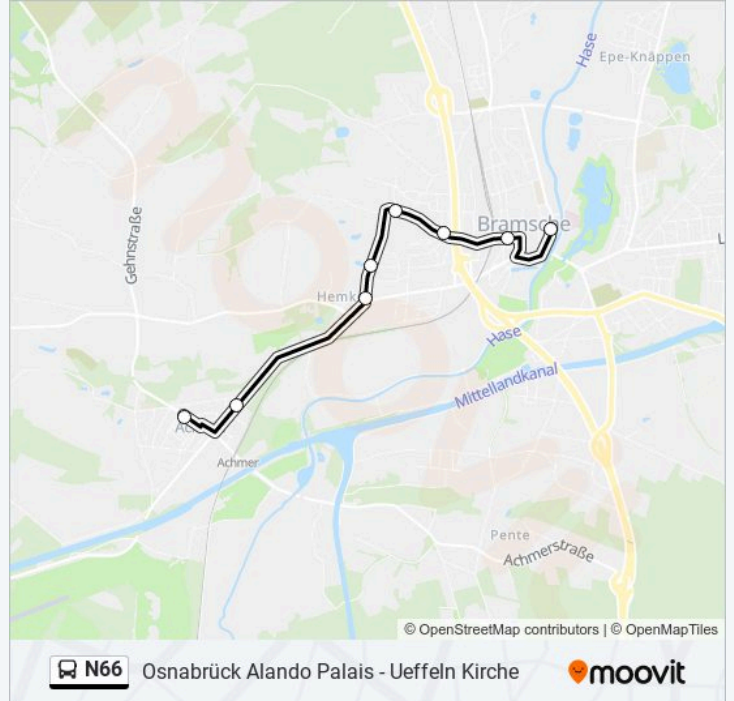 Hase
Epe-Knäppen
Gehnstraße
Bramsche
L
Hemk
Hase
Mittellandkanal
Ac
Achmer
Pente
Achmerstraße
© OpenStreetMap contributors | © OpenMapTiles
N66 Osnabrück Alando Palais - Ueffeln Kirche moovit